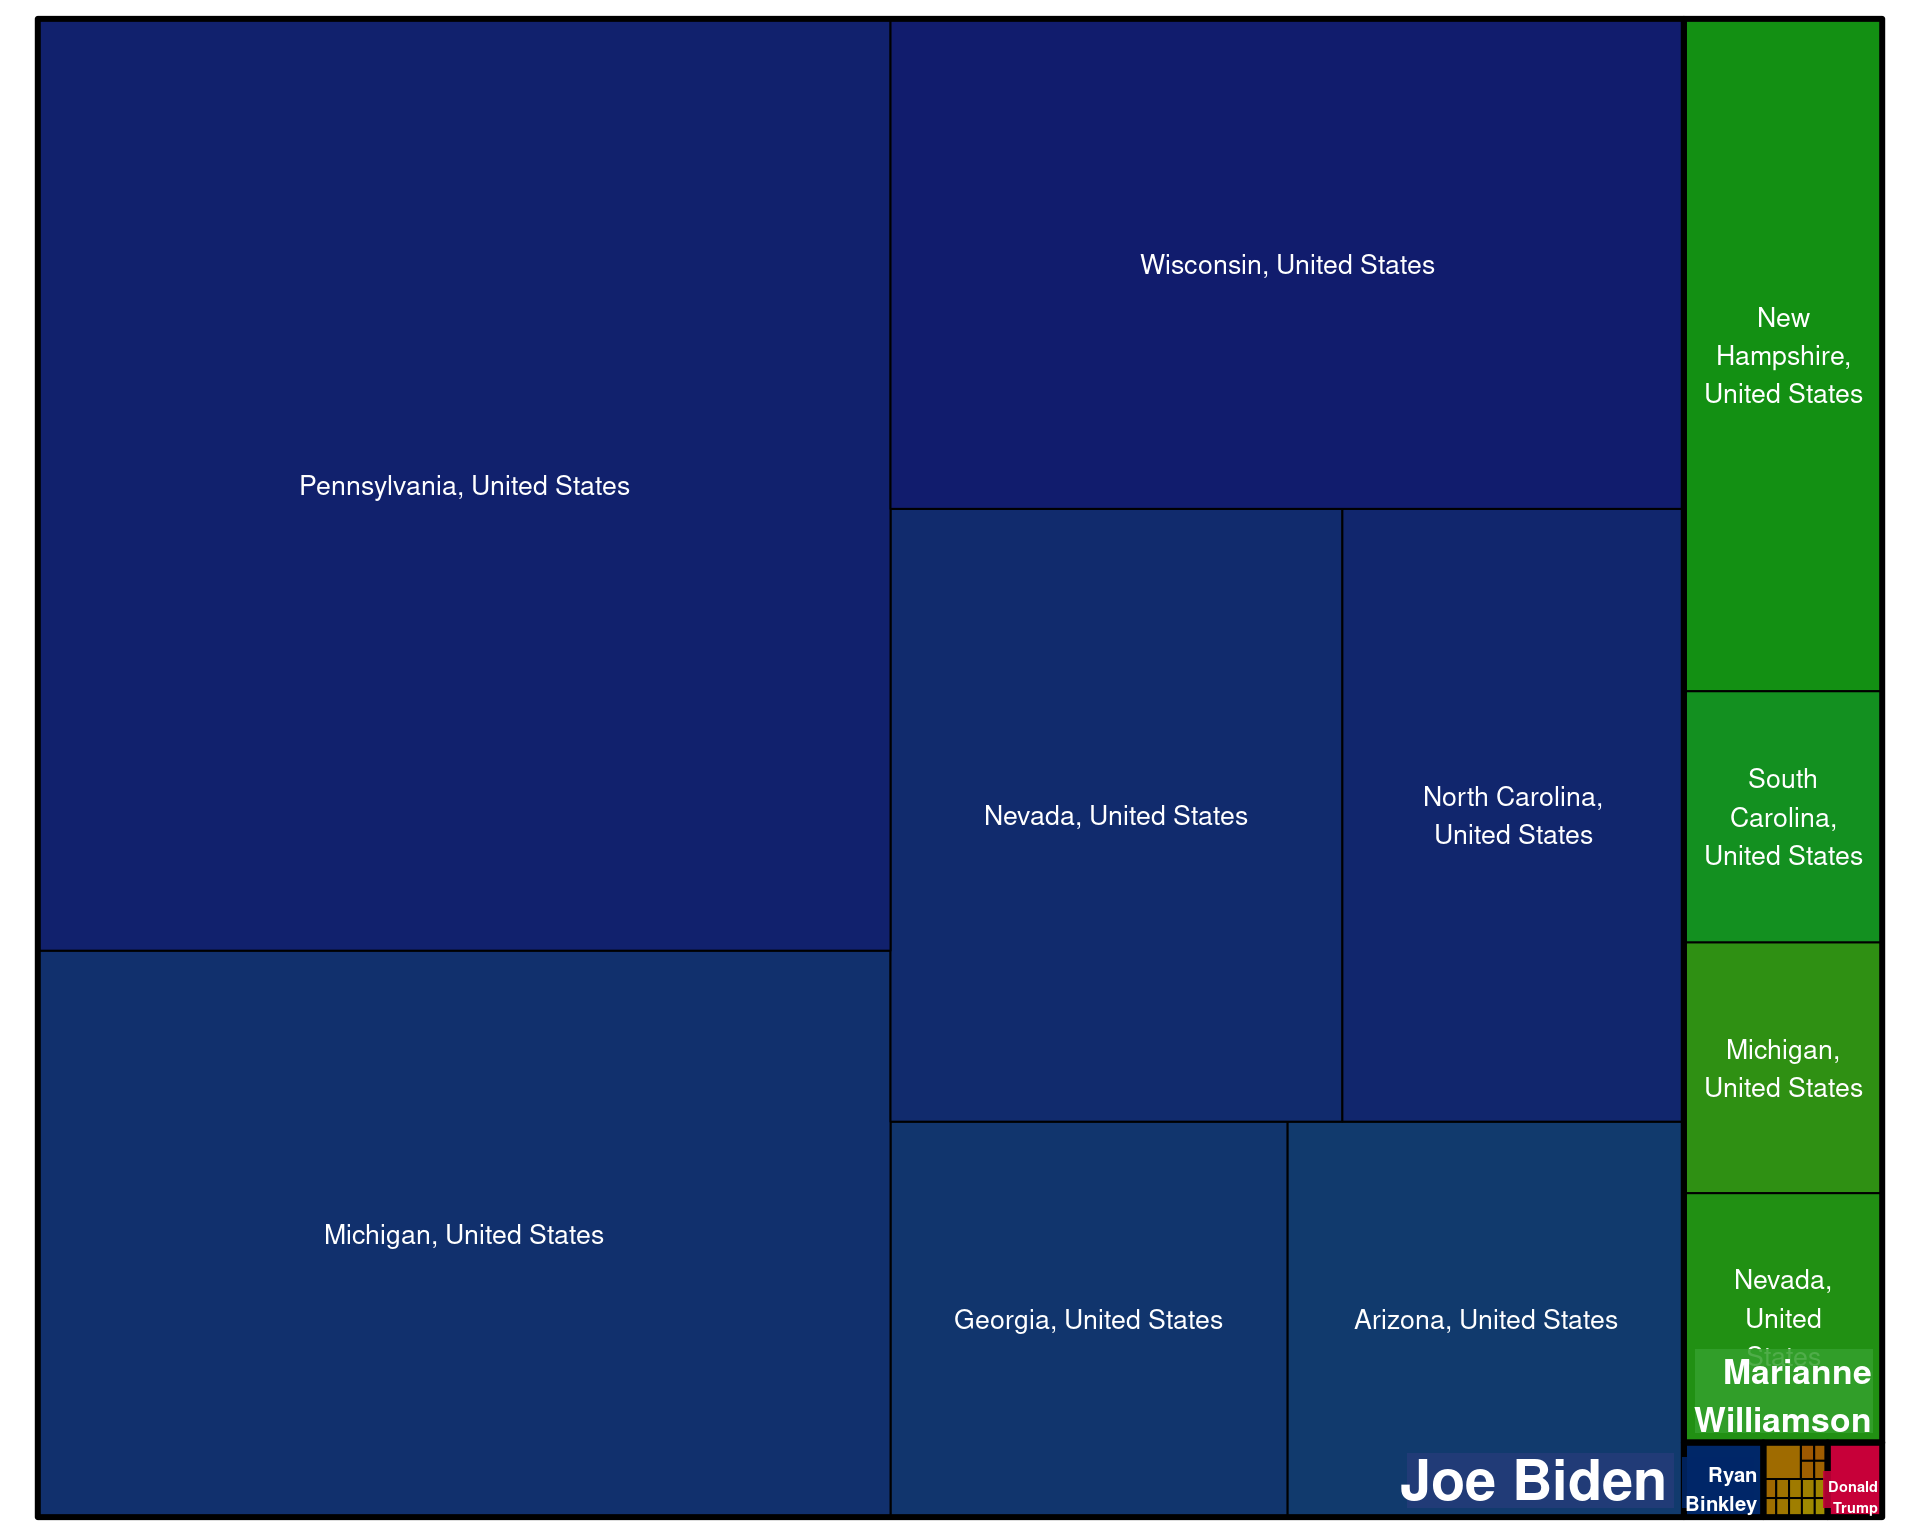 Pennsylvania, United States
Michigan, United States
Wisconsin, United States
Nevada, United States
North Carolina,
United States
Georgia, United States
Arizona, United States
Joe Biden
New
Hampshire,
United States
South
Carolina,
United States
Michigan,
United States
Nevada,
United
States
Marianne
Williamson
Ryan
Binkley
Donald
Trump